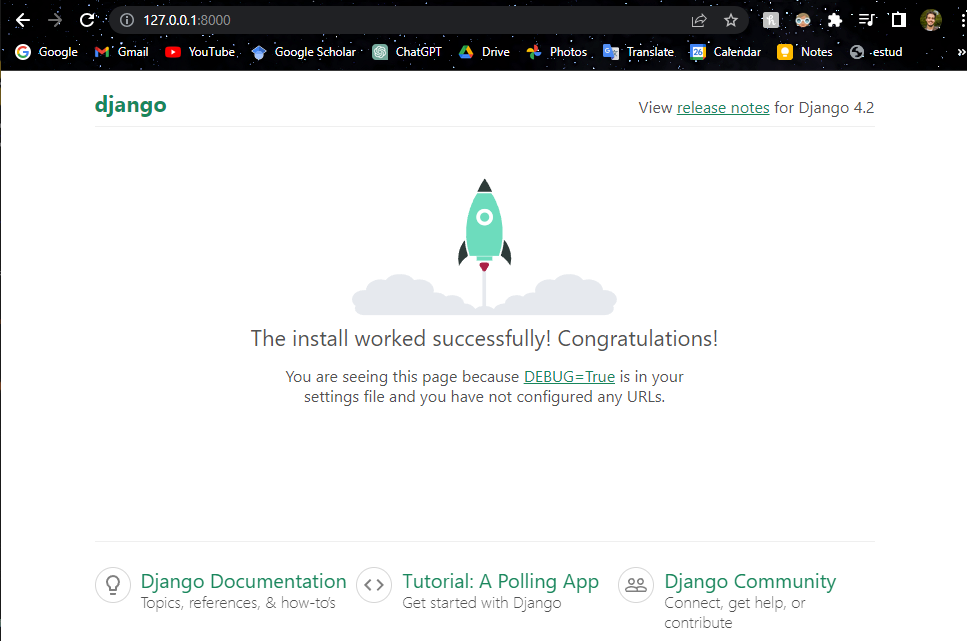 127.0.0.1:8000
Google Gmail YouTube Google Scholar ChatGPT Drive Photos Translate 26 Calendar Notes -estud »
django
View release notes for Django 4.2
The install worked successfully! Congratulations!
You are seeing this page because DEBUG=True is in your
settings file and you have not configured any URLs.
Django Documentation
Topics, references, & how-to’s
Tutorial: A Polling App
Get started with Django
Django Community
Connect, get help, or
contribute